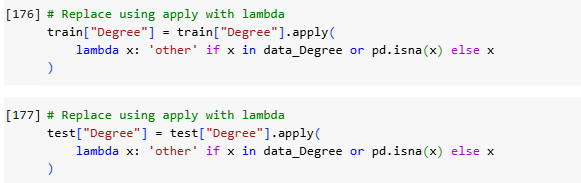 [176] # Replace using apply with lambda
train["Degree"] = train["Degree"].apply(
lambda x: 'other' if x in data_Degree or pd.isna(x) else x
)
[177] # Replace using apply with lambda
test["Degree"] = test["Degree"].apply(
lambda x: 'other' if x in data_Degree or pd.isna(x) else x
)